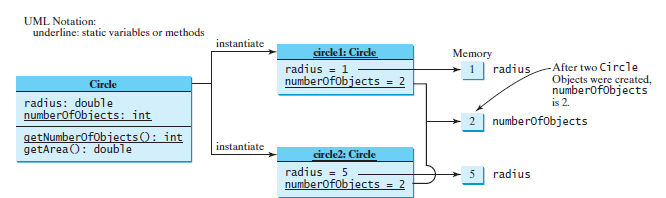 UML Notation:
underline: static variables or methods
instantiate
circle1: Circle
radius = 1
numberOfObjects = 2
Memory
1 radius
After two Circle
Objects were created,
numberOfObjects
is 2.
Circle
radius: double
numberOfObjects: int
getNumberOfObjects(): int
getArea(): double
2 numberOfObjects
instantiate
circle2: Circle
radius = 5
numberOfObjects = 2
5 radius